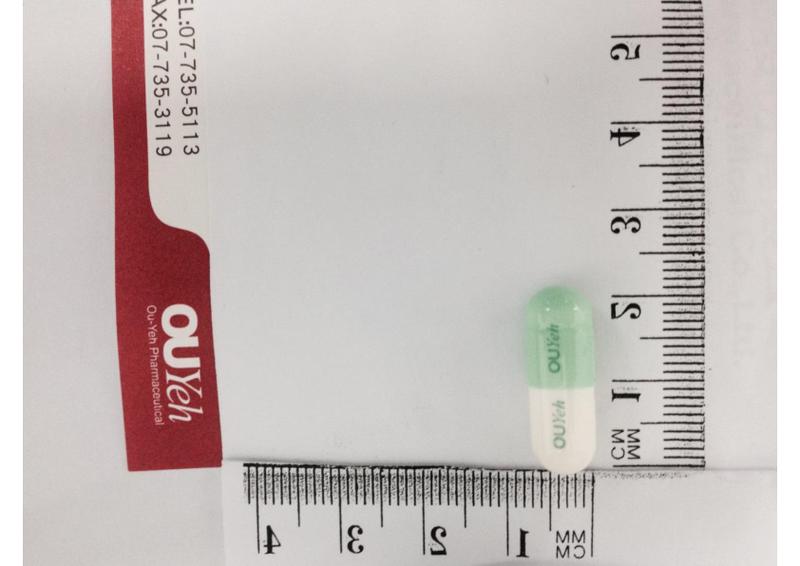 EL:07-735-5113
AX:07-735-3119
OUYeh
Ou-Yeh Pharmaceutical
OUYeh
OUYeh
5
4
3
2
1
MM
CM
4
3
2
1
MM
CM